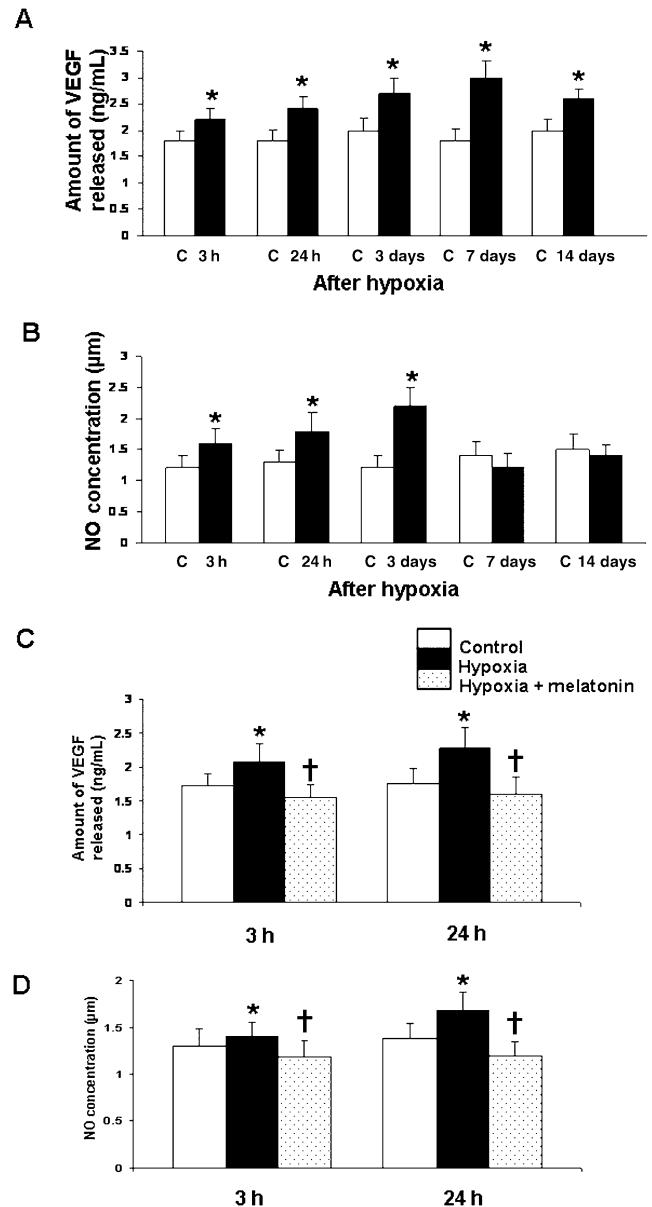 A
Amount of VEGF
released (ng/mL)
3.5
3
2.5
2
1.5
1
0.5
0
* * * * *
C 3 h C 24 h C 3 days C 7 days C 14 days
After hypoxia
B
NO concentration (µm)
3
2.5
2
1.5
1
0.5
0
* * *
C 3 h C 24 h C 3 days C 7 days C 14 days
After hypoxia
C
Control
Hypoxia
Hypoxia + melatonin
Amount of VEGF
released (ng/mL)
3
2.5
2
1.5
1
0.5
0
* † * †
3 h 24 h
D
NO concentration (µm)
2
1.5
1
0.5
0
* † * †
3 h 24 h